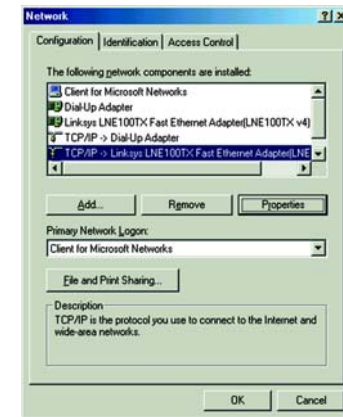 Network
Configuration
Identification
Access Control
The following network components are installed:
Client for Microsoft Networks
Dial-Up Adapter
Linksys LNE100TX Fast Ethernet Adapter(LNE100TX v4)
TCP/IP -> Dial-Up Adapter
TCP/IP -> Linksys LNE100TX Fast Ethernet Adapter(LNE
Add...
Remove
Properties
Primary Network Logon:
Client for Microsoft Networks
File and Print Sharing...
Description
TCP/IP is the protocol you use to connect to the Internet and
wide-area networks.
OK
Cancel